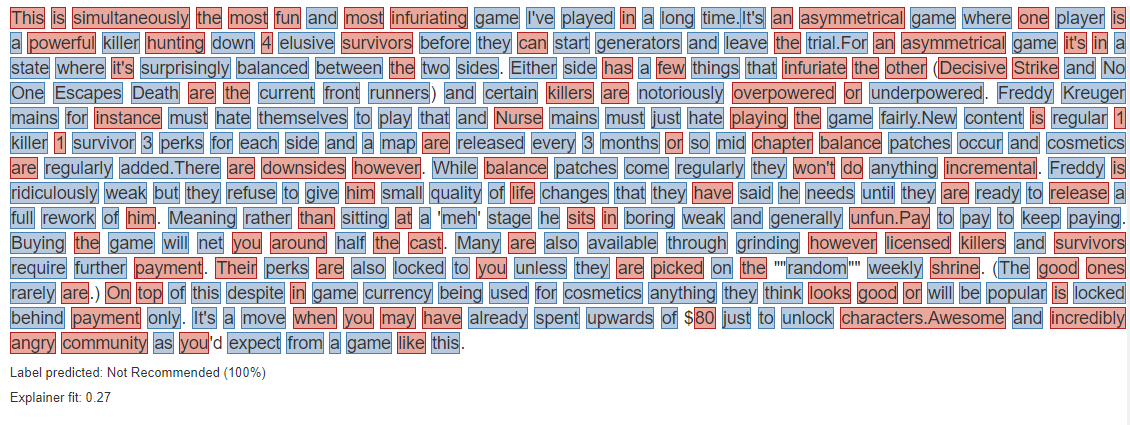 This is simultaneously the most fun and most infuriating game I've played in a long time.It's an asymmetrical game where one player is
a powerful killer hunting down 4 elusive survivors before they can start generators and leave the trial.For an asymmetrical game it's in a
state where it's surprisingly balanced between the two sides. Either side has a few things that infuriate the other (Decisive Strike and No
One Escapes Death are the current front runners) and certain killers are notoriously overpowered or underpowered. Freddy Kreuger
mains for instance must hate themselves to play that and Nurse mains must just hate playing the game fairly.New content is regular 1
killer 1 survivor 3 perks for each side and a map are released every 3 months or so mid chapter balance patches occur and cosmetics
are regularly added.There are downsides however. While balance patches come regularly they won't do anything incremental. Freddy is
ridiculously weak but they refuse to give him small quality of life changes that they have said he needs until they are ready to release a
full rework of him. Meaning rather than sitting at a 'meh' stage he sits in boring weak and generally unfun.Pay to pay to keep paying.
Buying the game will net you around half the cast. Many are also available through grinding however licensed killers and survivors
require further payment. Their perks are also locked to you unless they are picked on the ""random"" weekly shrine. (The good ones
rarely are.) On top of this despite in game currency being used for cosmetics anything they think looks good or will be popular is locked
behind payment only. It's a move when you may have already spent upwards of $80 just to unlock characters.Awesome and incredibly
angry community as you'd expect from a game like this.
Label predicted: Not Recommended (100%)
Explainer fit: 0.27